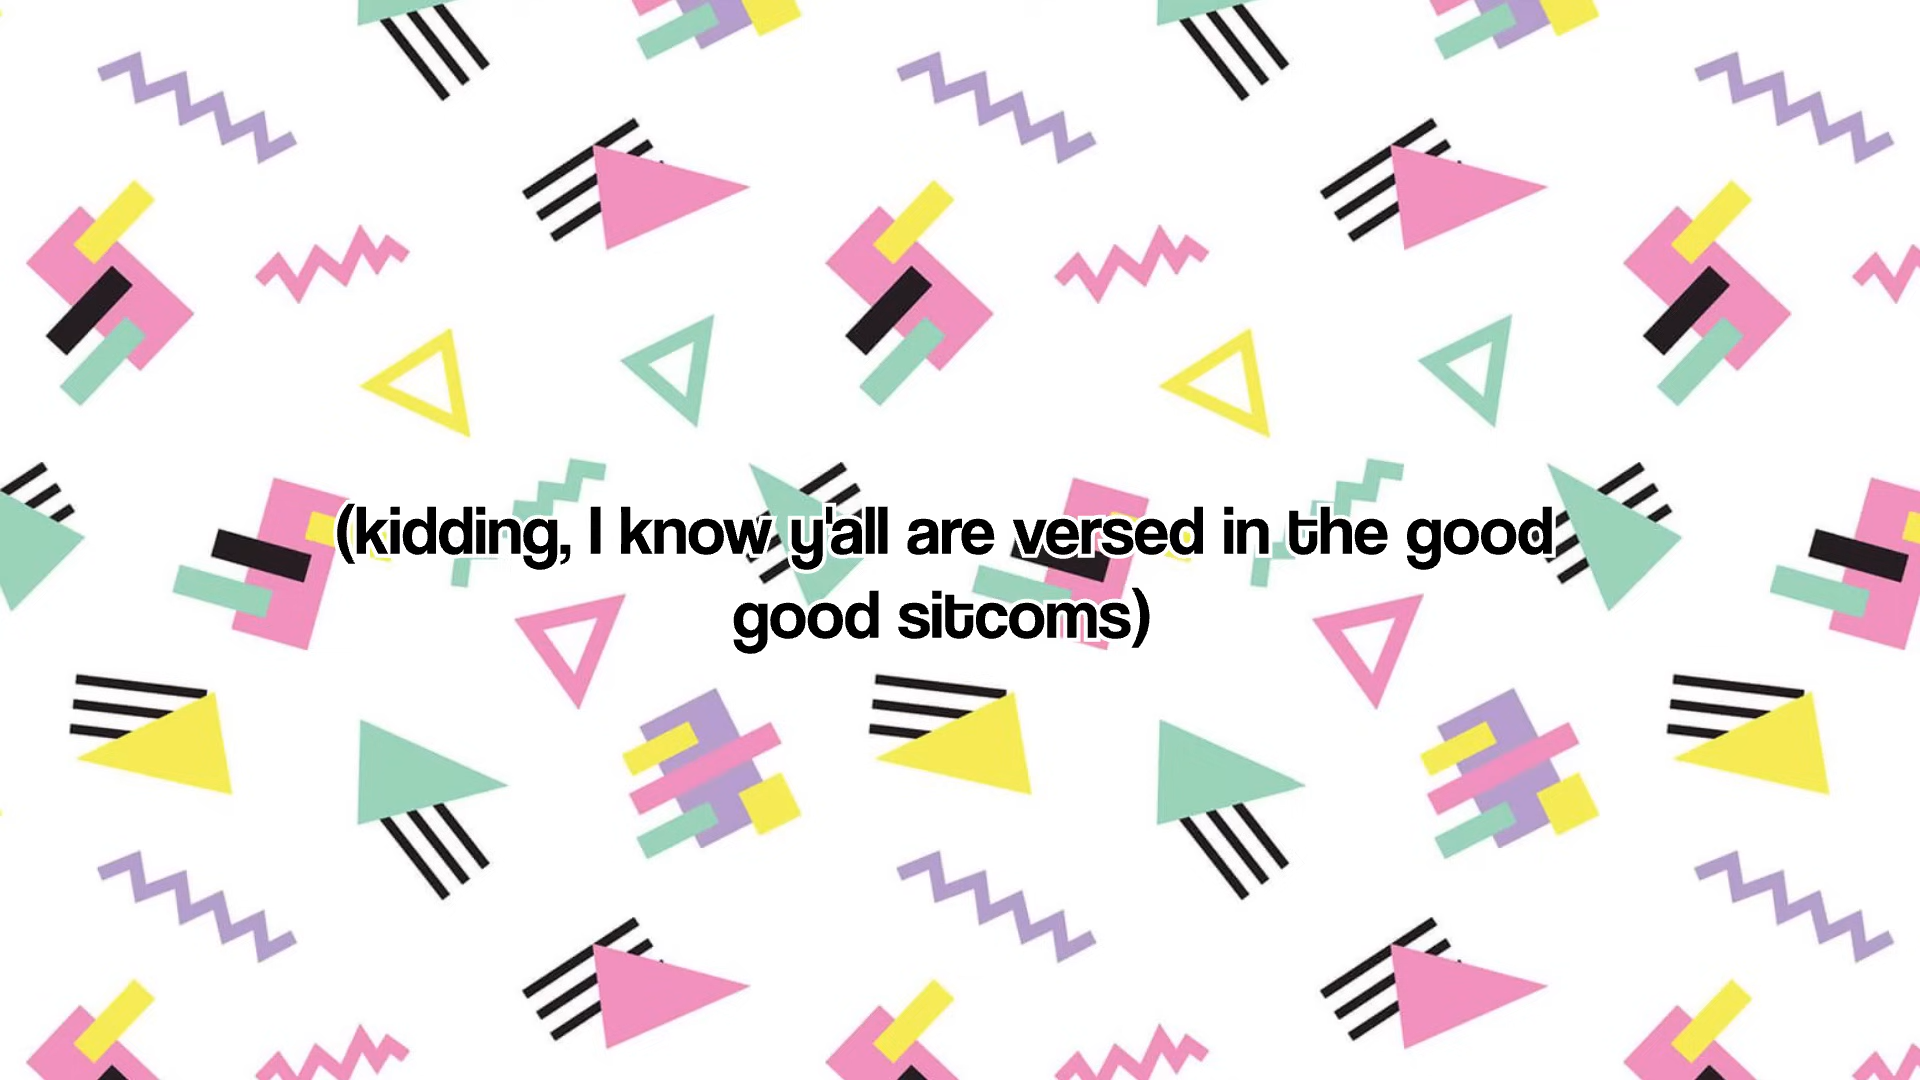 (kidding, I know y'all are versed in the good
good sitcoms)